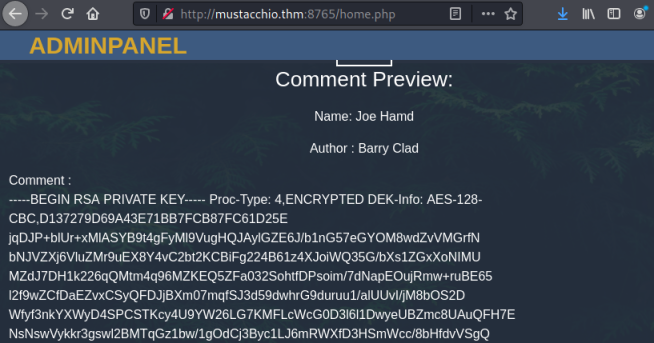 http://mustacchio.thm:8765/home.php
ADMINPANEL
Comment Preview:
Name: Joe Hamd
Author : Barry Clad
Comment :
-----BEGIN RSA PRIVATE KEY----- Proc-Type: 4,ENCRYPTED DEK-Info: AES-128-
CBC,D137279D69A43E71BB7FCB87FC61D25E
jqDJP+blUr+xMlASYB9t4gFyMl9VugHQJAylGZE6J/b1nG57eGYOM8wdZvVMGrfN
bNJVZXj6VluZMr9uEX8Y4vC2bt2KCBiFg224B61z4XJoiWQ35G/bXs1ZGxXoNIMU
MZdJ7DH1k226qQMtm4q96MZKEQ5ZFa032SohtfDPsoim/7dNapEOujRmw+ruBE65
l2f9wZCfDaEZvxCSyQFDJjBXm07mqfSJ3d59dwhrG9duruu1/alUUvI/jM8bOS2D
Wfyf3nkYXWyD4SPCSTKcy4U9YW26LG7KMFLcWcG0D3l6l1DwyeUBZmc8UAuQFH7E
NsNswVykkr3gswl2BMTqGz1bw/1gOdCj3Byc1LJ6mRWXfD3HSmWcc/8bHfdvVSgQ